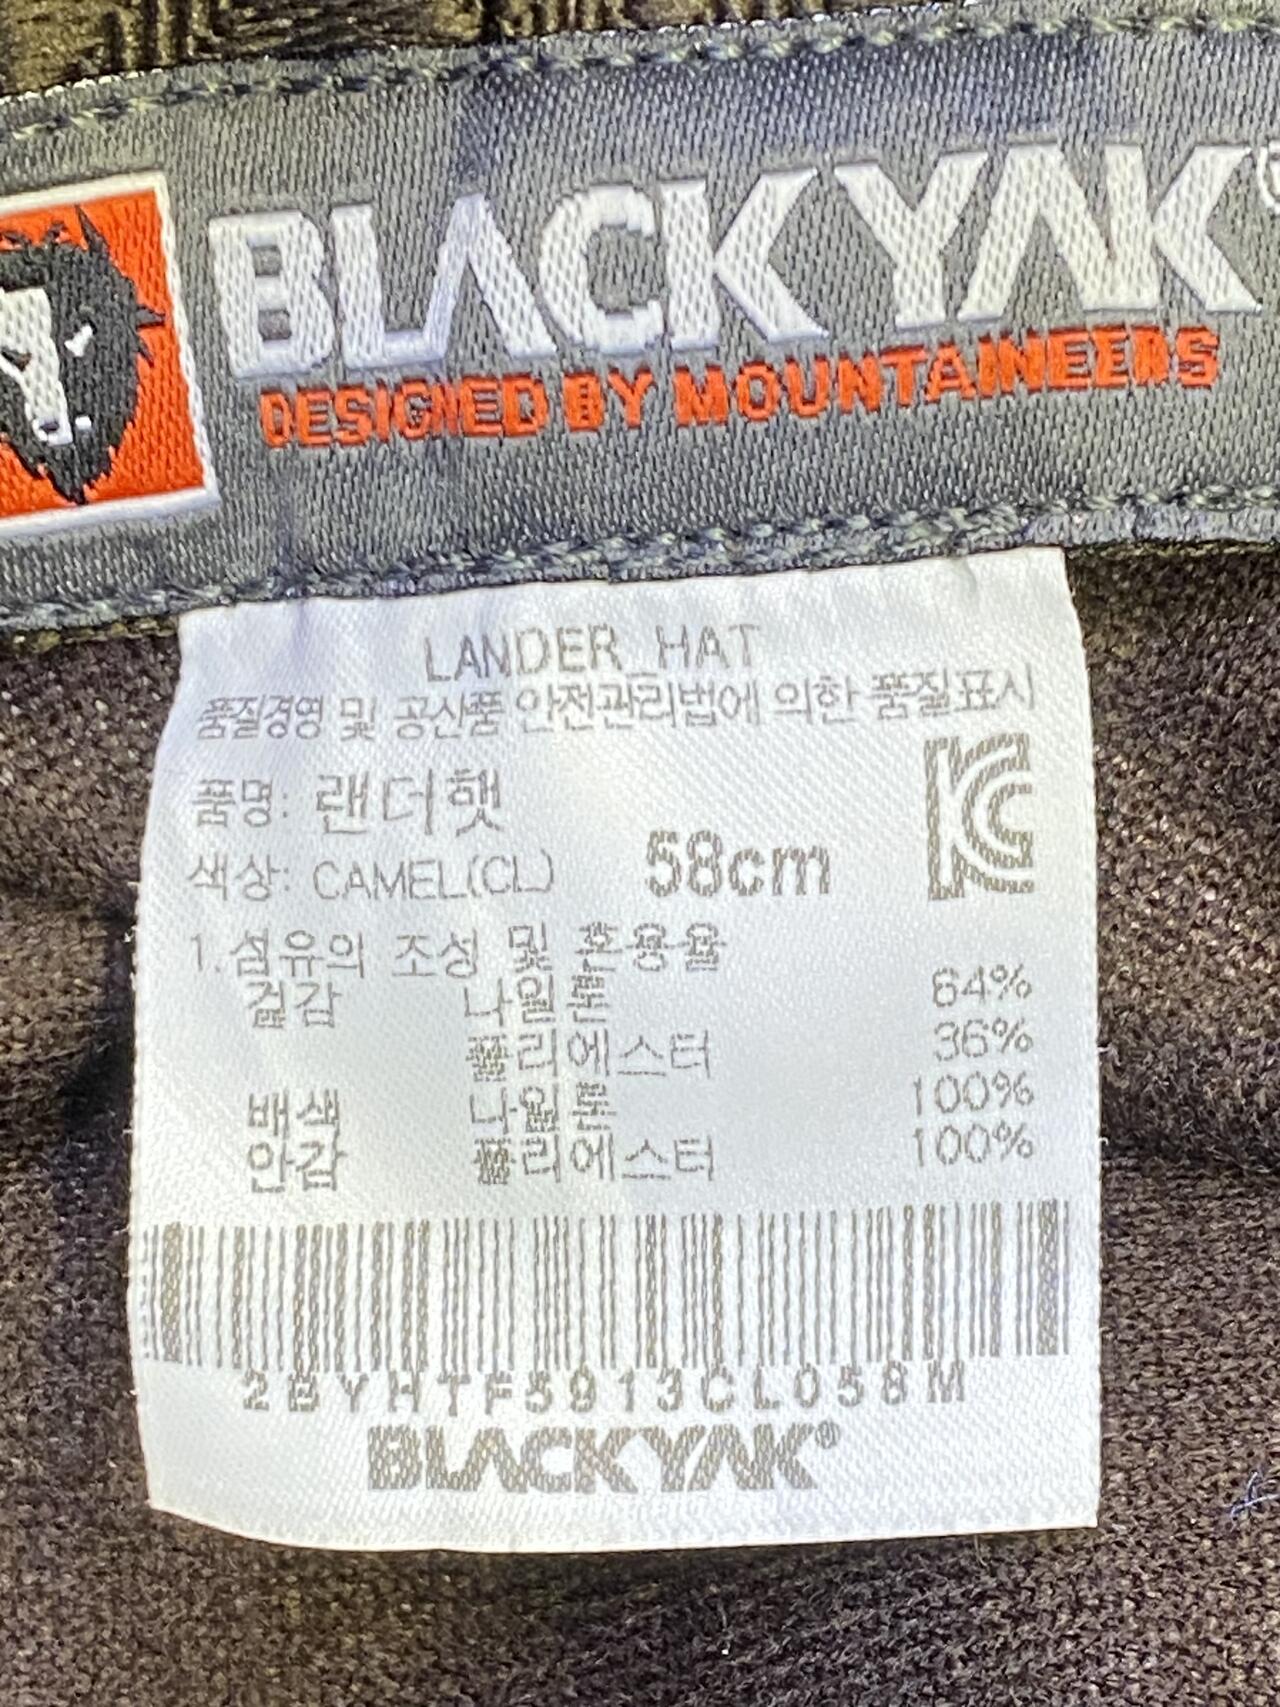 BLACKYAK
DESIGNED BY MOUNTAINEERS
LANDER HAT
품질경영 및 공산품 안전관리법에 의한 품질표시
품명: 랜더햇
색상: CAMEL(CL) 58cm
1.섬유의 조성 및 혼용율
겉감 나일론 64%
폴리에스터 36%
배색 나일론 100%
안감 폴리에스터 100%
2BYHTF5913CL058M
BLACKYAK®